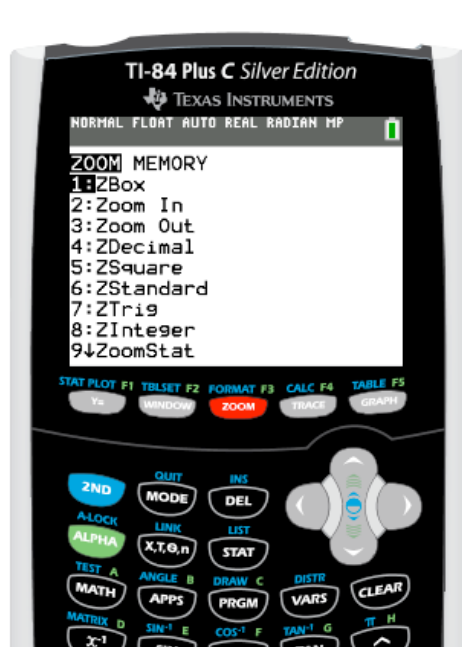 TI-84 Plus C Silver Edition
TEXAS INSTRUMENTS
NORMAL FLOAT AUTO REAL RADIAN MP
ZOOM MEMORY
1:ZBox
2:Zoom In
3:Zoom Out
4:ZDecimal
5:ZSquare
6:ZStandard
7:ZTrig
8:ZInteger
9↓ZoomStat
STAT PLOT F1 TBLSET F2 FORMAT F3 CALC F4 TABLE F5
Y= WINDOW ZOOM TRACE GRAPH
QUIT INS
2ND MODE DEL
A-LOCK LINK LIST
ALPHA X,T,Θ,n STAT
TEST A ANGLE B DRAW C DISTR
MATH APPS PRGM VARS CLEAR
MATRIX D SIN⁻¹ E COS⁻¹ F TAN⁻¹ G π H
x⁻¹ ^